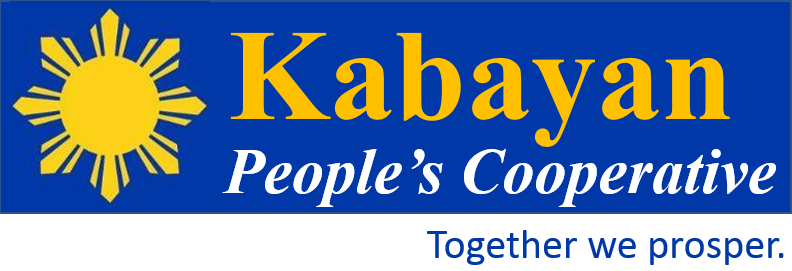 Kabayan
People's Cooperative
Together we prosper.